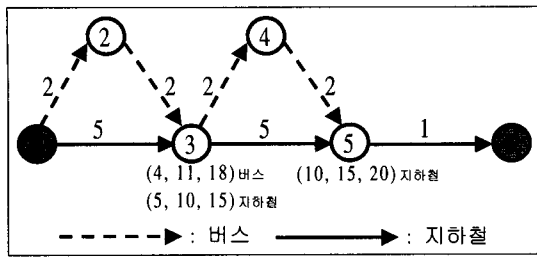 2 4
2 2 2 2
5 3 5 5 1
(4, 11, 18) 버스 (10, 15, 20) 지하철
(5, 10, 15) 지하철
: 버스 : 지하철